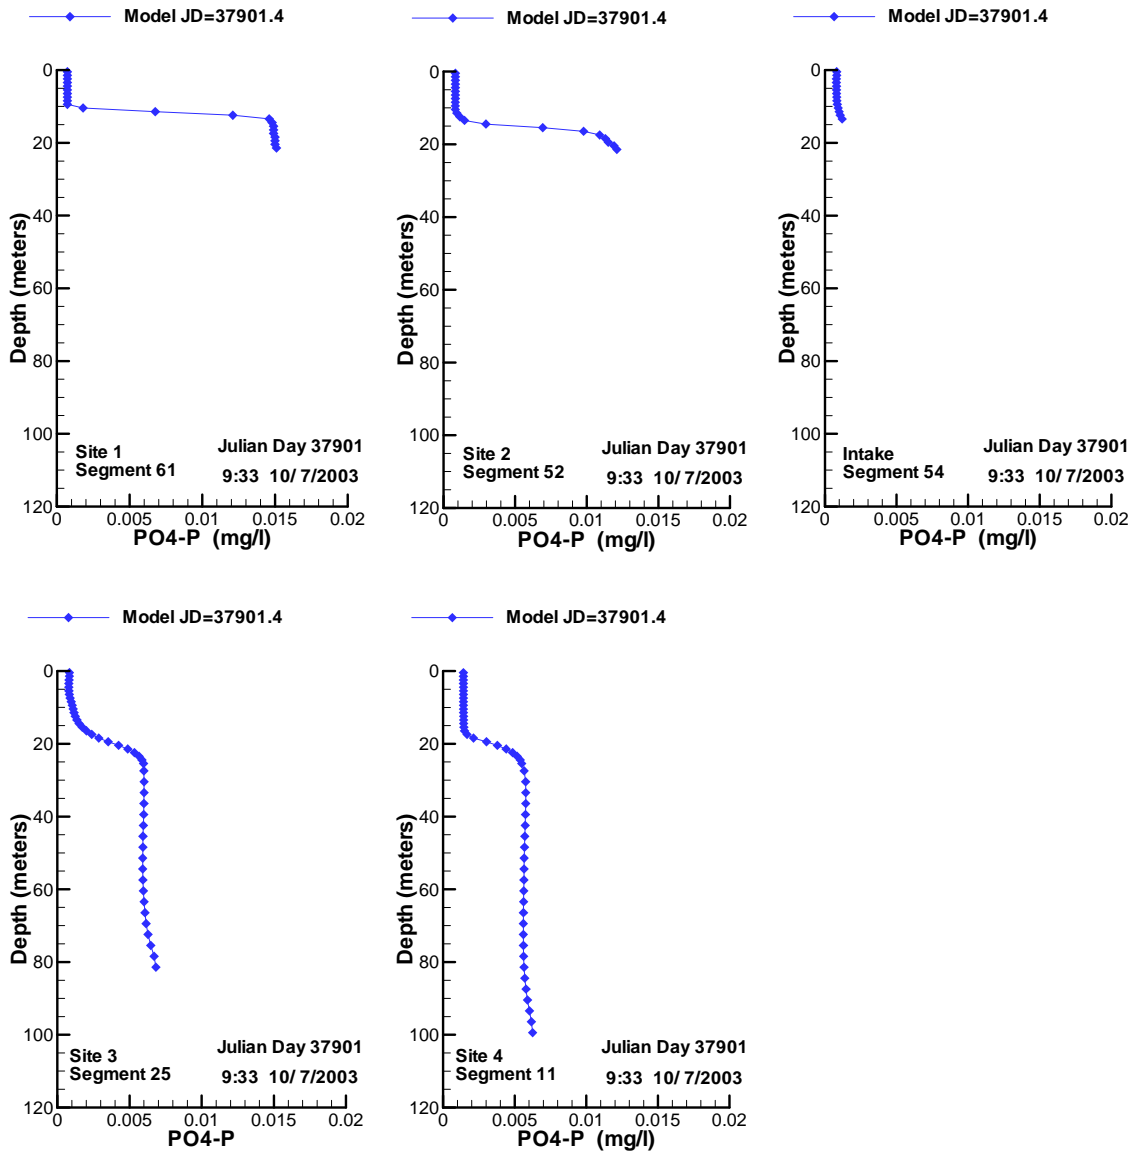 Model JD=37901.4
0
20
40
60
80
100
120
Depth (meters)
Site 1
Segment 61
Julian Day 37901
9:33 10/ 7/2003
0
0.005
0.01
0.015
0.02
PO4-P (mg/l)
Model JD=37901.4
0
20
40
60
80
100
120
Depth (meters)
Site 2
Segment 52
Julian Day 37901
9:33 10/ 7/2003
0
0.005
0.01
0.015
0.02
PO4-P (mg/l)
Model JD=37901.4
0
20
40
60
80
100
120
Depth (meters)
Intake
Segment 54
Julian Day 37901
9:33 10/ 7/2003
0
0.005
0.01
0.015
0.02
PO4-P (mg/l)
Model JD=37901.4
0
20
40
60
80
100
120
Depth (meters)
Site 3
Segment 25
Julian Day 37901
9:33 10/ 7/2003
0
0.005
0.01
0.015
0.02
PO4-P
Model JD=37901.4
0
20
40
60
80
100
120
Depth (meters)
Site 4
Segment 11
Julian Day 37901
9:33 10/ 7/2003
0
0.005
0.01
0.015
0.02
PO4-P (mg/l)